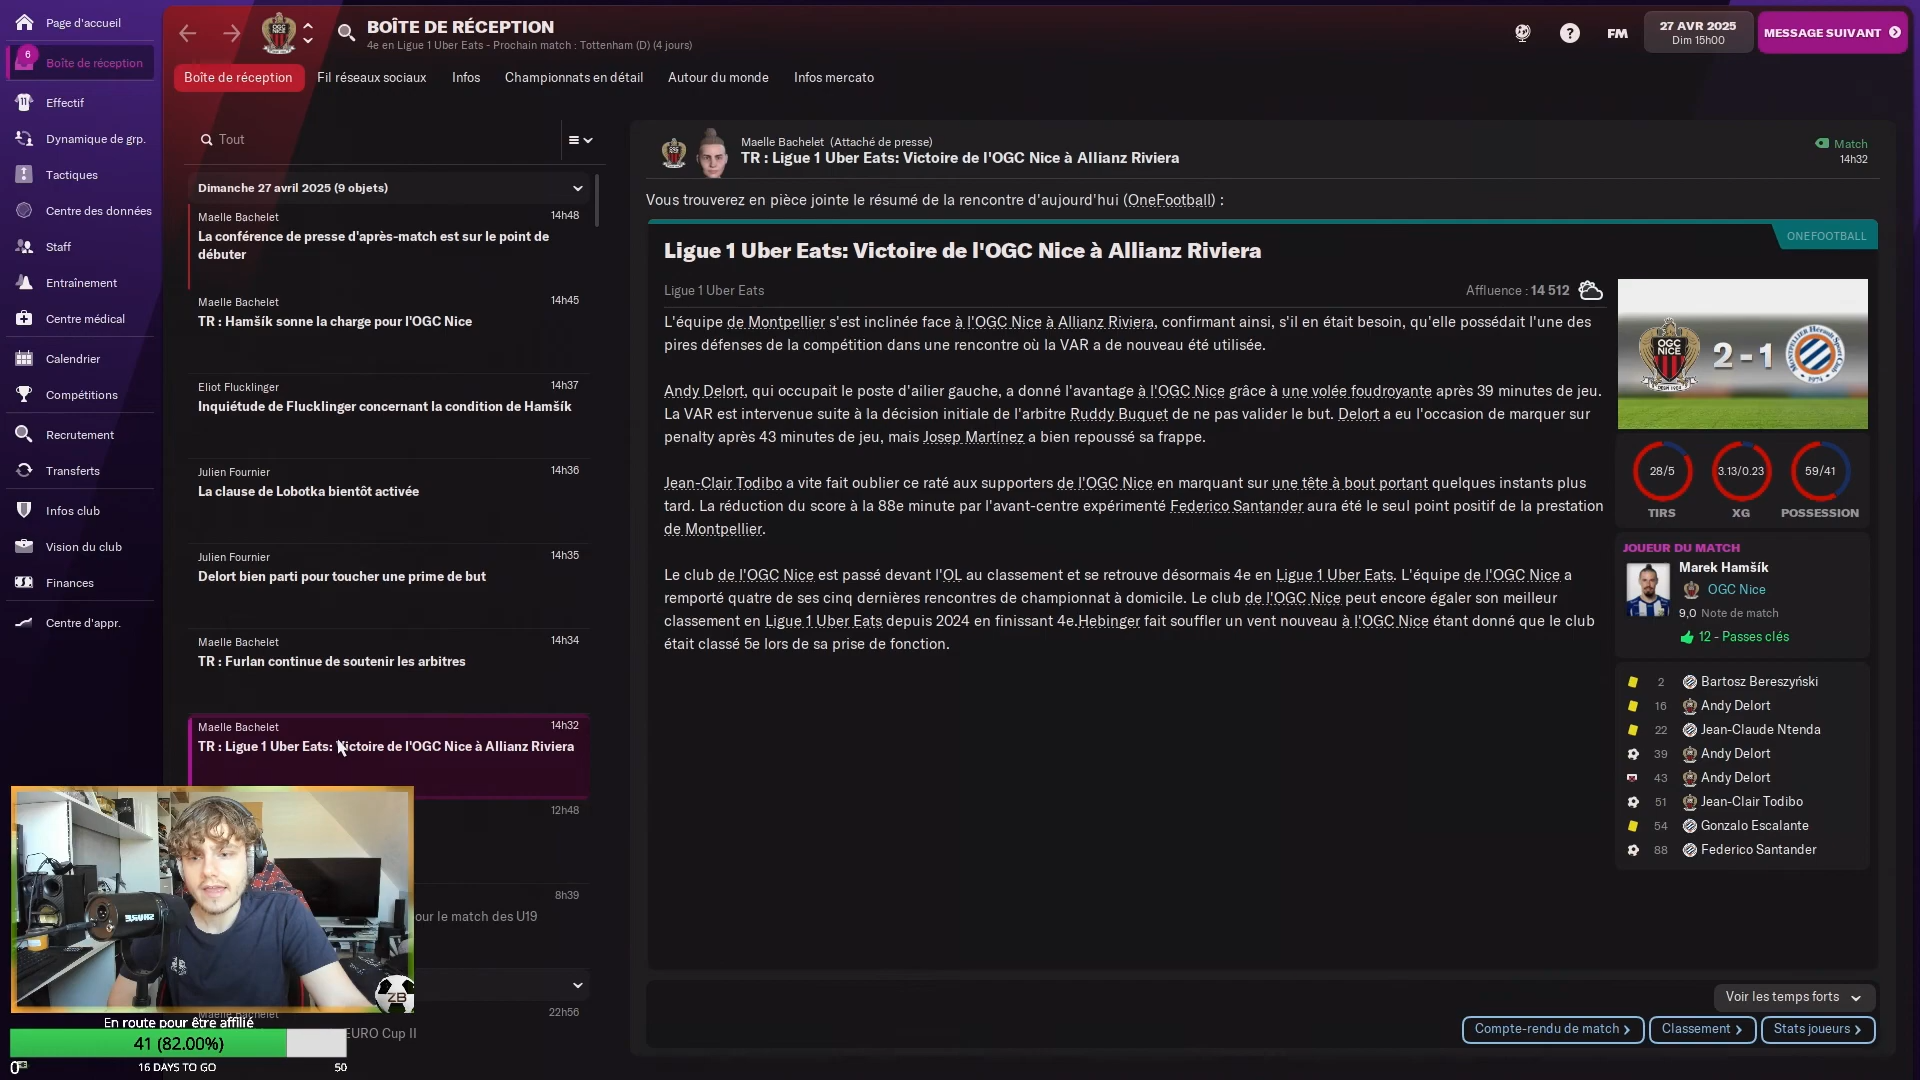 Page d'accueil
6
Boîte de réception
Effectif
Dynamique de grp.
Tactiques
Centre des données
Staff
Entraînement
Centre médical
Calendrier
Compétitions
Recrutement
Transferts
Infos club
Vision du club
Finances
Centre d'appr.
OGC NICE
BOÎTE DE RÉCEPTION
4e en Ligue 1 Uber Eats - Prochain match : Tottenham (D) (4 jours)
?
FM
27 AVR 2025
Dim 15h00
MESSAGE SUIVANT
Boîte de réception
Fil réseaux sociaux
Infos
Championnats en détail
Autour du monde
Infos mercato
Tout
Dimanche 27 avril 2025 (9 objets)
Maelle Bachelet 14h48
La conférence de presse d'après-match est sur le point de
débuter
Maelle Bachelet 14h45
TR : Hamšík sonne la charge pour l'OGC Nice
Eliot Flucklinger 14h37
Inquiétude de Flucklinger concernant la condition de Hamšík
Julien Fournier 14h36
La clause de Lobotka bientôt activée
Julien Fournier 14h35
Delort bien parti pour toucher une prime de but
Maelle Bachelet 14h34
TR : Furlan continue de soutenir les arbitres
Maelle Bachelet 14h32
TR : Ligue 1 Uber Eats: Victoire de l'OGC Nice à Allianz Riviera
12h48
8h39
our le match des U19
Maelle Bachelet 22h56
EURO Cup II
SHURE
ZB
En route pour être affilié
41 (82.00%)
0 16 DAYS TO GO 50
Maelle Bachelet (Attaché de presse)
TR : Ligue 1 Uber Eats: Victoire de l'OGC Nice à Allianz Riviera
Match
14h32
Vous trouverez en pièce jointe le résumé de la rencontre d'aujourd'hui (OneFootball) :
ONEFOOTBALL
Ligue 1 Uber Eats: Victoire de l'OGC Nice à Allianz Riviera
Ligue 1 Uber Eats
Affluence : 14 512
L'équipe de Montpellier s'est inclinée face à l'OGC Nice à Allianz Riviera, confirmant ainsi, s'il en était besoin, qu'elle possédait l'une des
pires défenses de la compétition dans une rencontre où la VAR a de nouveau été utilisée.
Andy Delort, qui occupait le poste d'ailier gauche, a donné l'avantage à l'OGC Nice grâce à une volée foudroyante après 39 minutes de jeu.
La VAR est intervenue suite à la décision initiale de l'arbitre Ruddy Buquet de ne pas valider le but. Delort a eu l'occasion de marquer sur
penalty après 43 minutes de jeu, mais Josep Martínez a bien repoussé sa frappe.
Jean-Clair Todibo a vite fait oublier ce raté aux supporters de l'OGC Nice en marquant sur une tête à bout portant quelques instants plus
tard. La réduction du score à la 88e minute par l'avant-centre expérimenté Federico Santander aura été le seul point positif de la prestation
de Montpellier.
Le club de l'OGC Nice est passé devant l'OL au classement et se retrouve désormais 4e en Ligue 1 Uber Eats. L'équipe de l'OGC Nice a
remporté quatre de ses cinq dernières rencontres de championnat à domicile. Le club de l'OGC Nice peut encore égaler son meilleur
classement en Ligue 1 Uber Eats depuis 2024 en finissant 4e.Hebinger fait souffler un vent nouveau à l'OGC Nice étant donné que le club
était classé 5e lors de sa prise de fonction.
OGC
NICE
2 - 1
28/5
3.13/0.23
59/41
TIRS
XG
POSSESSION
JOUEUR DU MATCH
Marek Hamšík
OGC Nice
9,0 Note de match
12 - Passes clés
2 Bartosz Bereszyński
16 Andy Delort
22 Jean-Claude Ntenda
39 Andy Delort
43 Andy Delort
51 Jean-Clair Todibo
54 Gonzalo Escalante
88 Federico Santander
Voir les temps forts
Compte-rendu de match
Classement
Stats joueurs